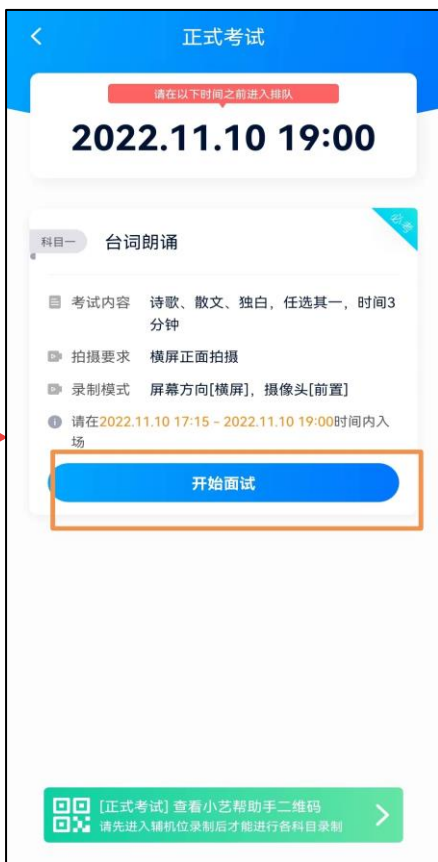 正式考试
请在以下时间之前进入排队
2022.11.10 19:00
必考
科目一 台词朗诵
考试内容 诗歌、散文、独白，任选其一，时间3
分钟
拍摄要求 横屏正面拍摄
录制模式 屏幕方向[横屏]，摄像头[前置]
请在2022.11.10 17:15 - 2022.11.10 19:00时间内入
场
开始面试
[正式考试] 查看小艺帮助手二维码
请先进入辅机位录制后才能进行各科目录制